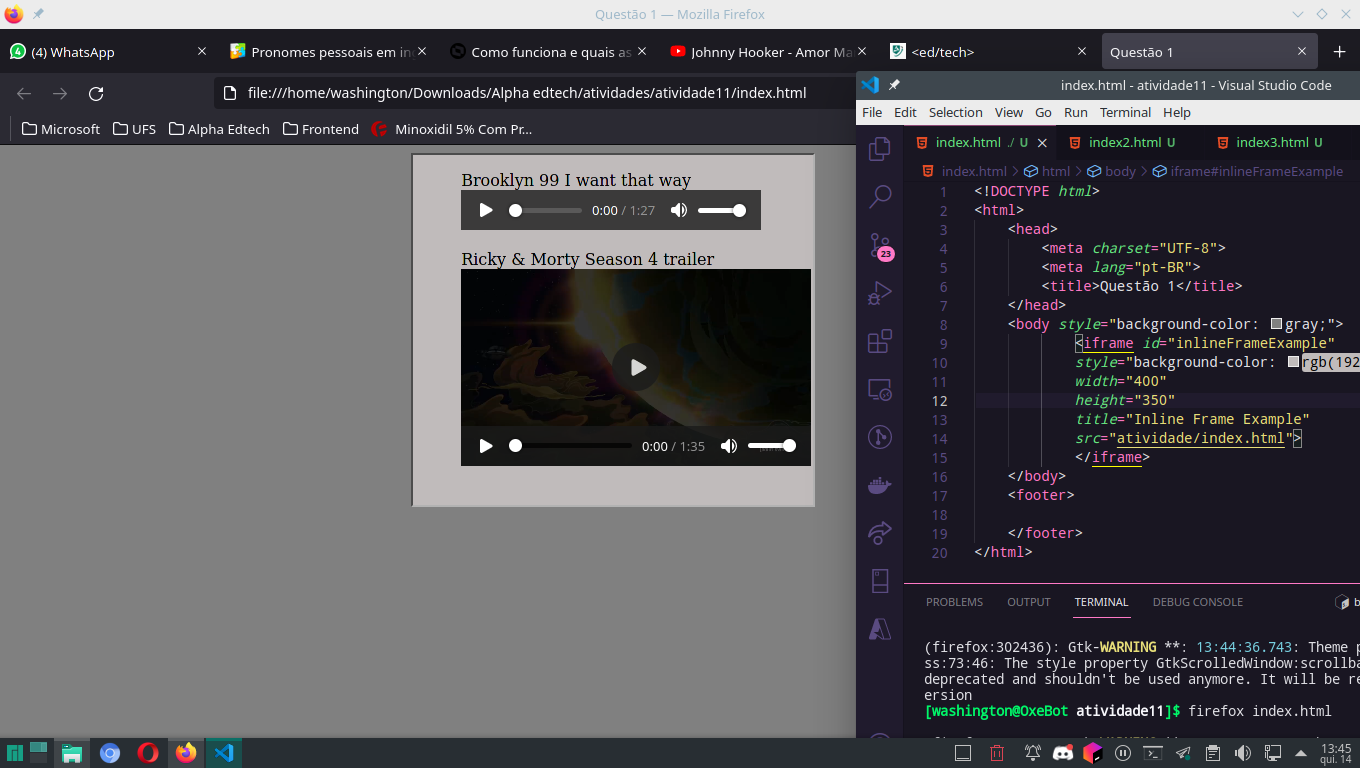 Questão 1 — Mozilla Firefox
(4) WhatsApp
Pronomes pessoais em in
Como funciona e quais as
Johnny Hooker - Amor Ma
<ed/tech>
Questão 1
file:///home/washington/Downloads/Alpha edtech/atividades/atividade11/index.html
Microsoft
UFS
Alpha Edtech
Frontend
Minoxidil 5% Com Pr...
Brooklyn 99 I want that way
0:00 / 1:27
Ricky & Morty Season 4 trailer
0:00 / 1:35
index.html - atividade11 - Visual Studio Code
File Edit Selection View Go Run Terminal Help
index.html ./ U
index2.html U
index3.html U
index.html > html > body > iframe#inlineFrameExample
23
1 <!DOCTYPE html>
2 <html>
3 <head>
4 <meta charset="UTF-8">
5 <meta lang="pt-BR">
6 <title>Questão 1</title>
7 </head>
8 <body style="background-color: gray;">
9 <iframe id="inlineFrameExample"
10 style="background-color: rgb(192
11 width="400"
12 height="350"
13 title="Inline Frame Example"
14 src="atividade/index.html">
15 </iframe>
16 </body>
17 <footer>
18
19 </footer>
20 </html>
PROBLEMS OUTPUT TERMINAL DEBUG CONSOLE
(firefox:302436): Gtk-WARNING **: 13:44:36.743: Theme p
ss:73:46: The style property GtkScrolledWindow:scrollba
deprecated and shouldn't be used anymore. It will be re
ersion
[washington@OxeBot atividade11]$ firefox index.html
13:45
qui. 14